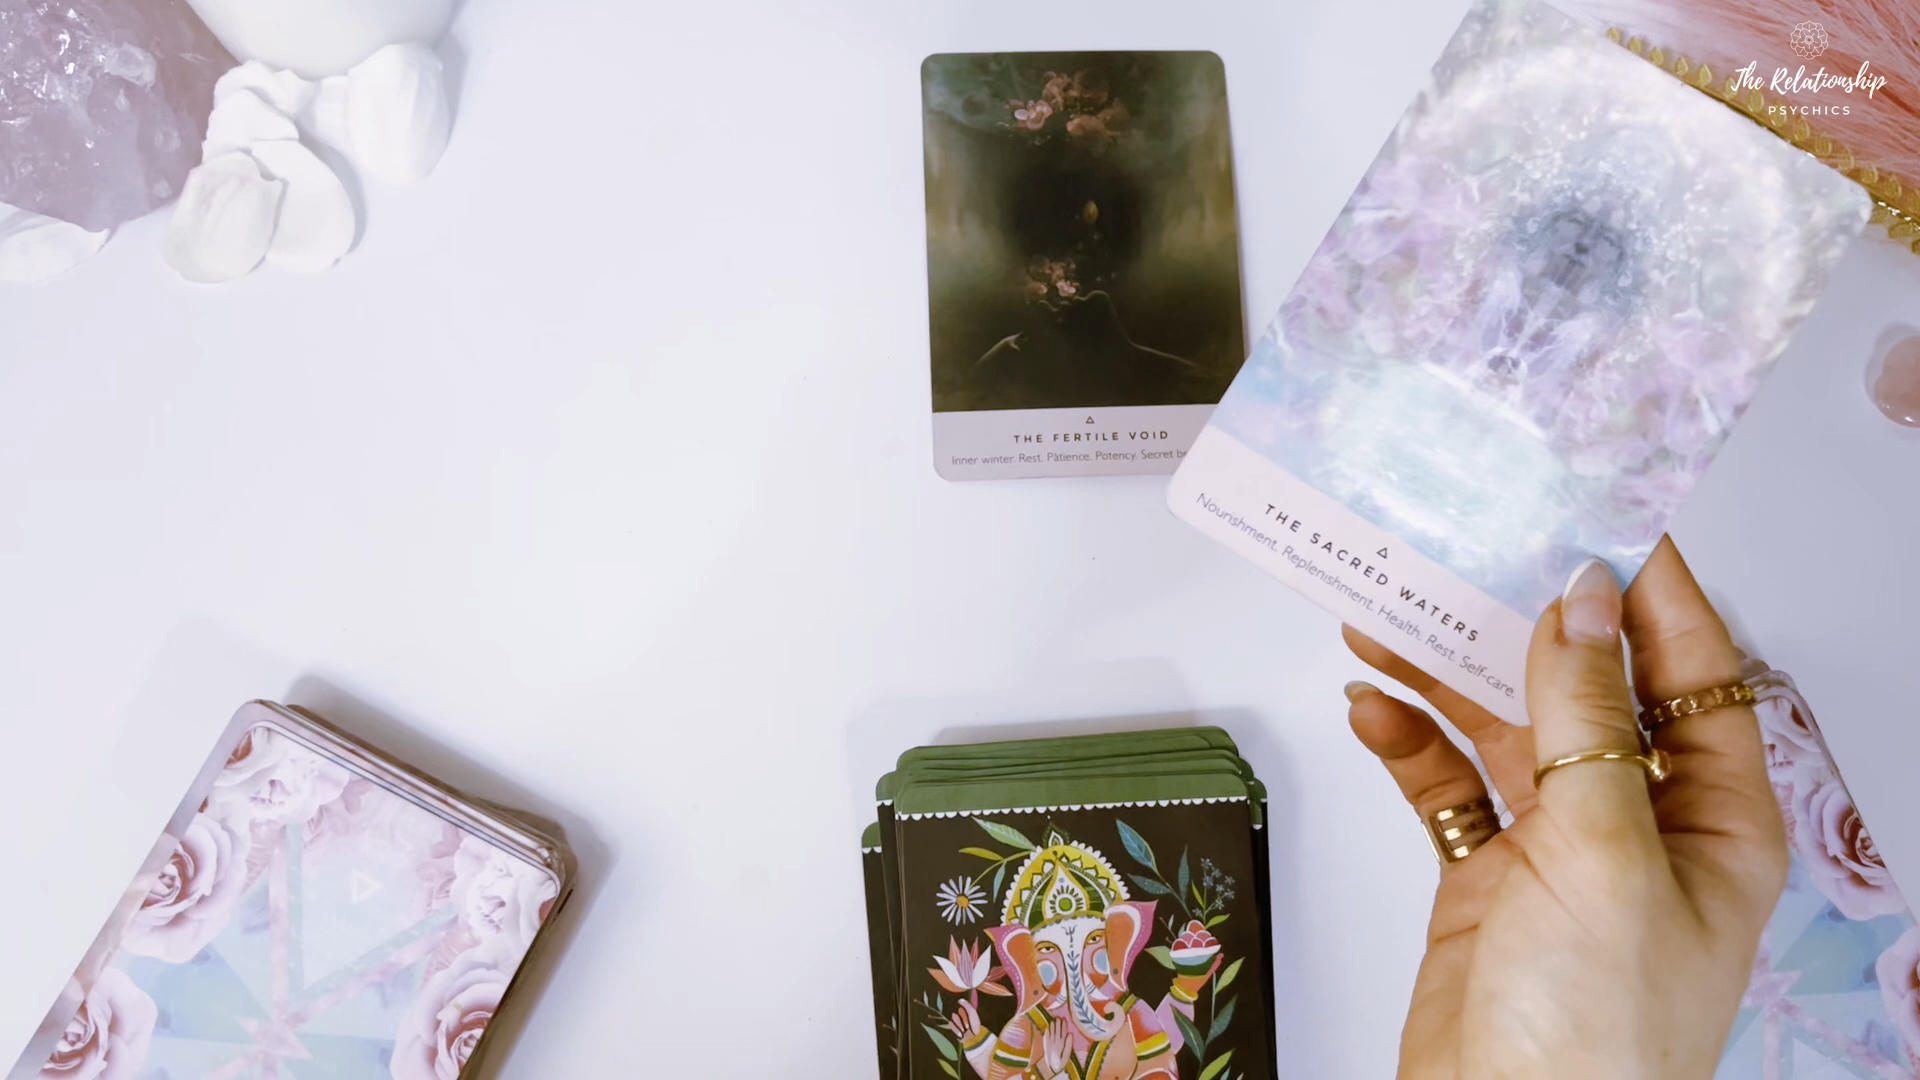 The Relationship
PSYCHICS
THE FERTILE VOID
Inner winter. Rest. Patience. Potency. Secret
THE SACRED WATERS
Nourishment. Replenishment. Health. Rest. Self-care.